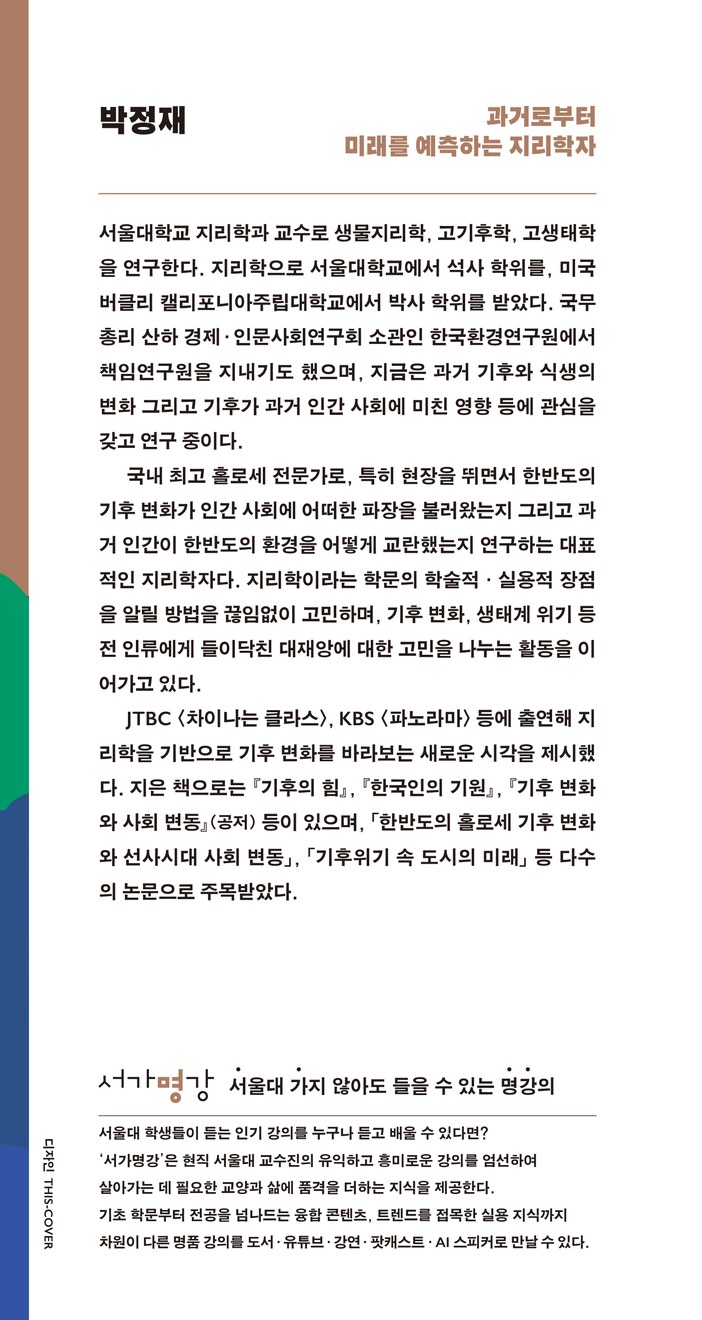 박정재
과거로부터
미래를 예측하는 지리학자
서울대학교 지리학과 교수로 생물지리학, 고기후학, 고생태학
을 연구한다. 지리학으로 서울대학교에서 석사 학위를, 미국
버클리 캘리포니아주립대학교에서 박사 학위를 받았다. 국무
총리 산하 경제·인문사회연구회 소관인 한국환경연구원에서
책임연구원을 지내기도 했으며, 지금은 과거 기후와 식생의
변화 그리고 기후가 과거 인간 사회에 미친 영향 등에 관심을
갖고 연구 중이다.
국내 최고 홀로세 전문가로, 특히 현장을 뛰면서 한반도의
기후 변화가 인간 사회에 어떠한 파장을 불러왔는지 그리고 과
거 인간이 한반도의 환경을 어떻게 교란했는지 연구하는 대표
적인 지리학자다. 지리학이라는 학문의 학술적·실용적 장점
을 알릴 방법을 끊임없이 고민하며, 기후 변화, 생태계 위기 등
전 인류에게 들이닥친 대재앙에 대한 고민을 나누는 활동을 이
어가고 있다.
JTBC 〈차이나는 클라스〉, KBS 〈파노라마〉 등에 출연해 지
리학을 기반으로 기후 변화를 바라보는 새로운 시각을 제시했
다. 지은 책으로는 『기후의 힘』, 『한국인의 기원』, 『기후 변화
와 사회 변동』(공저) 등이 있으며, 「한반도의 홀로세 기후 변화
와 선사시대 사회 변동」, 「기후위기 속 도시의 미래」 등 다수
의 논문으로 주목받았다.
서가명강 서울대 가지 않아도 들을 수 있는 명강의
서울대 학생들이 듣는 인기 강의를 누구나 듣고 배울 수 있다면?
‘서가명강’은 현직 서울대 교수진의 유익하고 흥미로운 강의를 엄선하여
살아가는 데 필요한 교양과 삶에 품격을 더하는 지식을 제공한다.
기초 학문부터 전공을 넘나드는 융합 콘텐츠, 트렌드를 접목한 실용 지식까지
차원이 다른 명품 강의를 도서·유튜브·강연·팟캐스트·AI 스피커로 만날 수 있다.
디자인 THIS-COVER